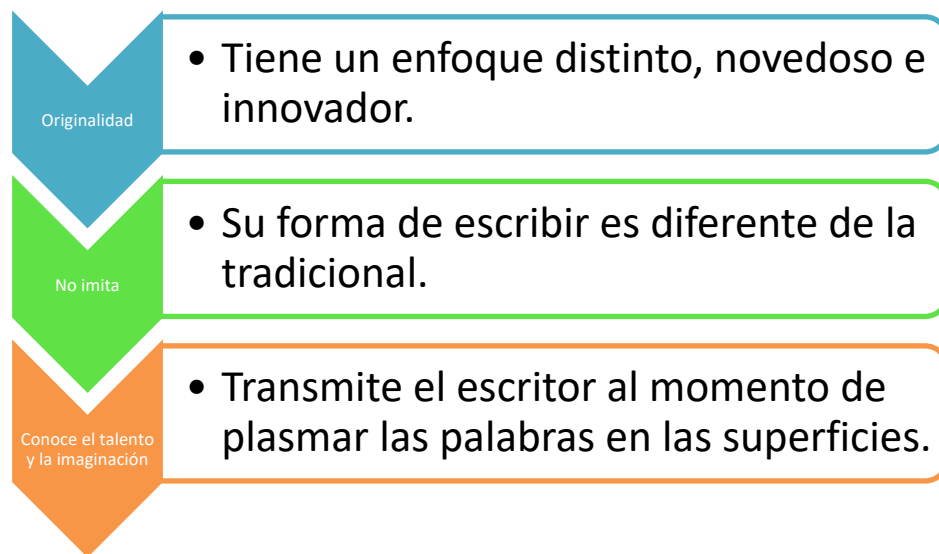 Originalidad
• Tiene un enfoque distinto, novedoso e
innovador.
No imita
• Su forma de escribir es diferente de la
tradicional.
Conoce el talento
y la imaginación
• Transmite el escritor al momento de
plasmar las palabras en las superficies.